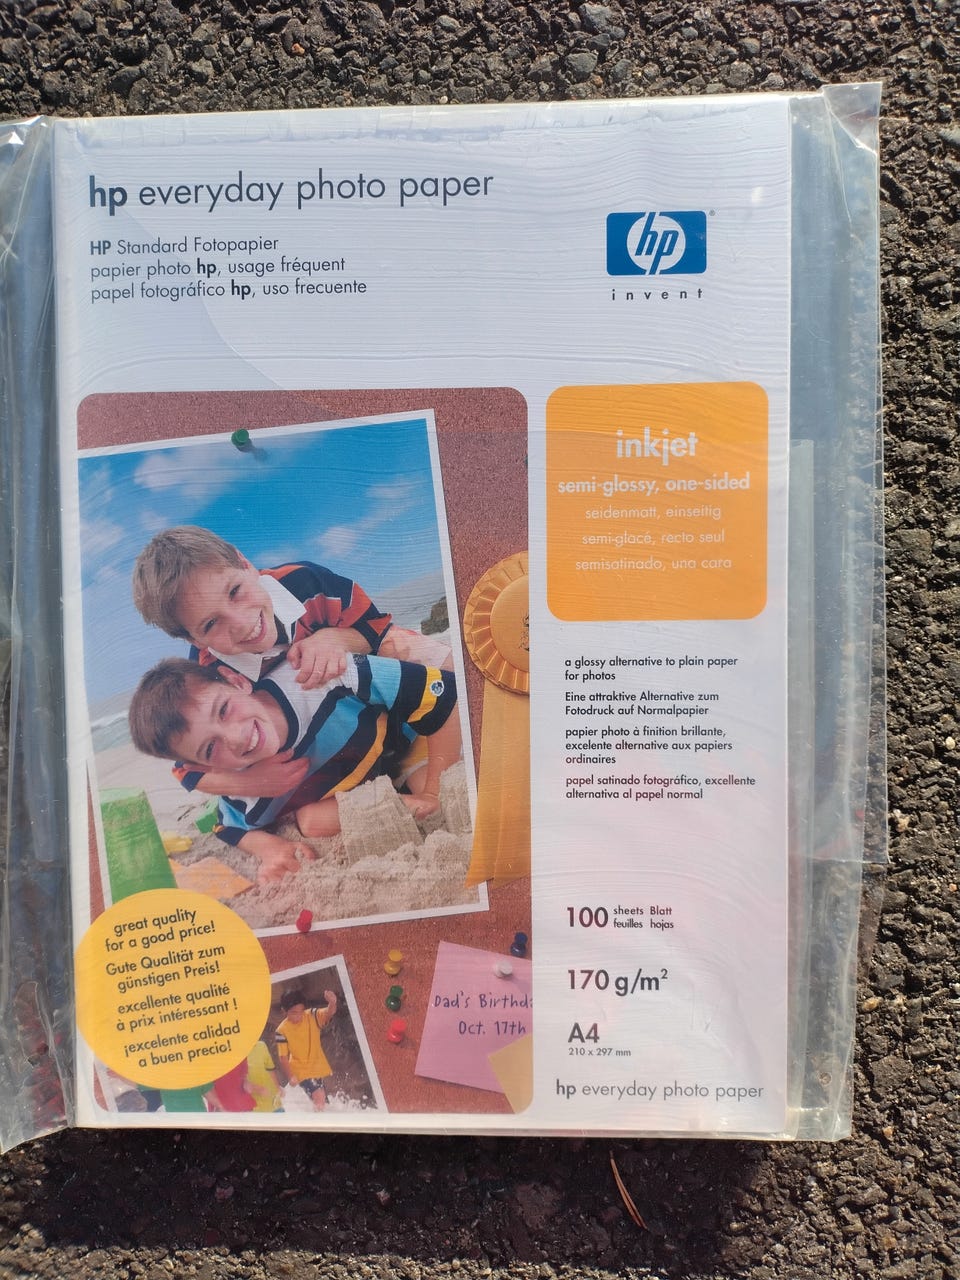 hp everyday photo paper
HP Standard Fotopapier
papier photo hp, usage fréquent
papel fotográfico hp, uso frecuente
hp®
invent
inkjet
semi-glossy, one-sided
seidenmatt, einseitig
semi-glacé, recto seul
semisatinado, una cara
a glossy alternative to plain paper
for photos
Eine attraktive Alternative zum
Fotodruck auf Normalpapier
papier photo à finition brillante,
excelente alternative aux papiers
ordinaires
papel satinado fotográfico, excellente
alternativa al papel normal
great quality
for a good price!
Gute Qualität zum
günstigen Preis!
excellente qualité
à prix intéressant !
¡excelente calidad
a buen precio!
Dad's Birthda
Oct. 17th
100 sheets Blatt
feuilles hojas
170 g/m²
A4
210 x 297 mm
hp everyday photo paper